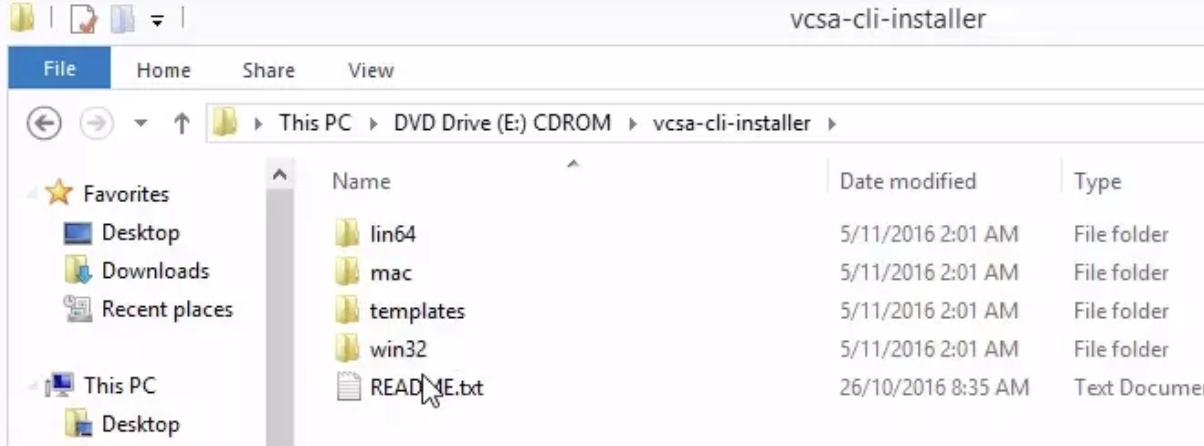 vcsa-cli-installer
File Home Share View
This PC DVD Drive (E:) CDROM vcsa-cli-installer
Favorites
Desktop
Downloads
Recent places
This PC
Desktop
Name Date modified Type
lin64 5/11/2016 2:01 AM File folder
mac 5/11/2016 2:01 AM File folder
templates 5/11/2016 2:01 AM File folder
win32 5/11/2016 2:01 AM File folder
README.txt 26/10/2016 8:35 AM Text Docume